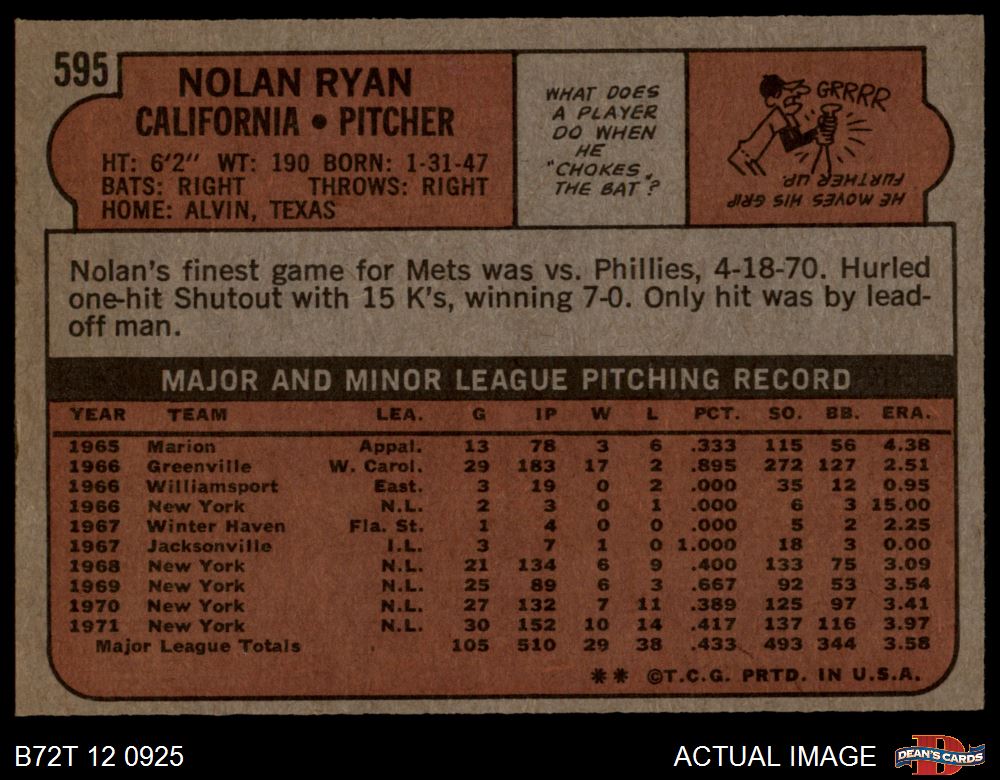 595
NOLAN RYAN
CALIFORNIA • PITCHER
HT: 6'2" WT: 190 BORN: 1-31-47
BATS: RIGHT THROWS: RIGHT
HOME: ALVIN, TEXAS
WHAT DOES
A PLAYER
DO WHEN
HE
"CHOKES"
THE BAT?
GRRRR
HE MOVES HIS GRIP
FURTHER UP.
Nolan's finest game for Mets was vs. Phillies, 4-18-70. Hurled
one-hit Shutout with 15 K's, winning 7-0. Only hit was by lead-
off man.
MAJOR AND MINOR LEAGUE PITCHING RECORD
YEAR TEAM LEA. G IP W L PCT. SO. BB. ERA.
1965 Marion Appal. 13 78 3 6 .333 115 56 4.38
1966 Greenville W. Carol. 29 183 17 2 .895 272 127 2.51
1966 Williamsport East. 3 19 0 2 .000 35 12 0.95
1966 New York N.L. 2 3 0 1 .000 6 3 15.00
1967 Winter Haven Fla. St. 1 4 0 0 .000 5 2 2.25
1967 Jacksonville I.L. 3 7 1 0 1.000 18 3 0.00
1968 New York N.L. 21 134 6 9 .400 133 75 3.09
1969 New York N.L. 25 89 6 3 .667 92 53 3.54
1970 New York N.L. 27 132 7 11 .389 125 97 3.41
1971 New York N.L. 30 152 10 14 .417 137 116 3.97
Major League Totals 105 510 29 38 .433 493 344 3.58
** ©T.C.G. PRTD. IN U.S.A.
B72T 12 0925
ACTUAL IMAGE
D
DEAN'S CARDS